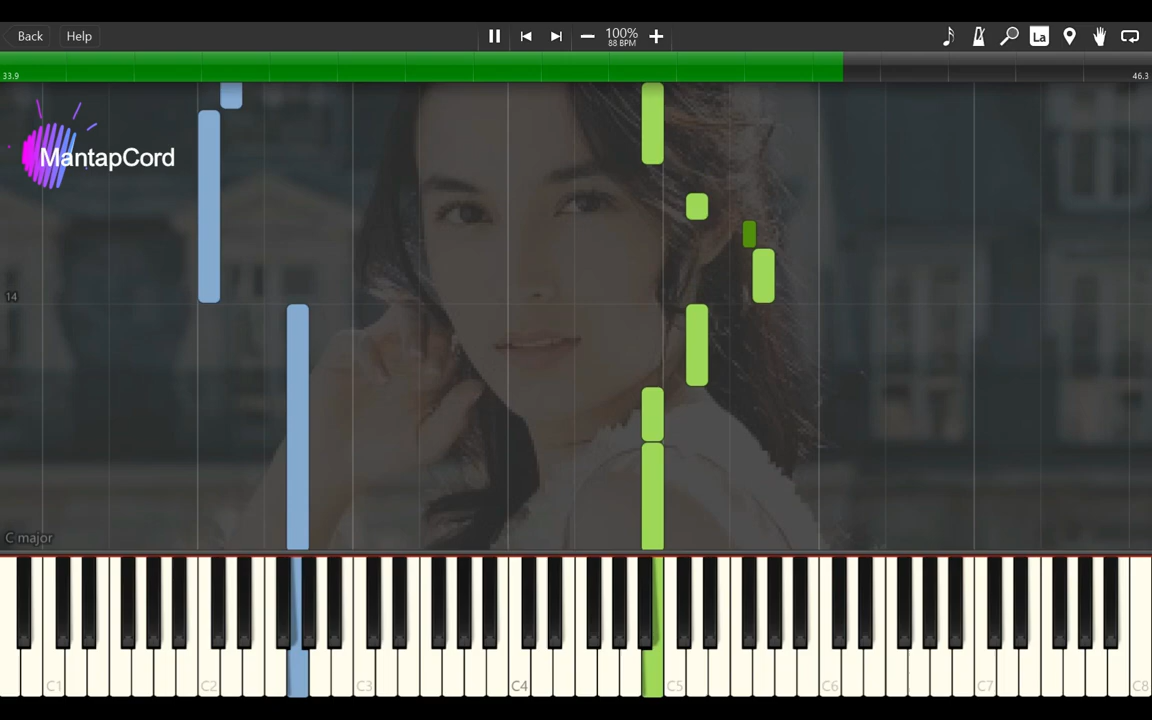 Back Help 100% La
88 BPM
33.9 46.3
MantapCord
14
C major
C1 C2 C3 C4 C5 C6 C7 C8